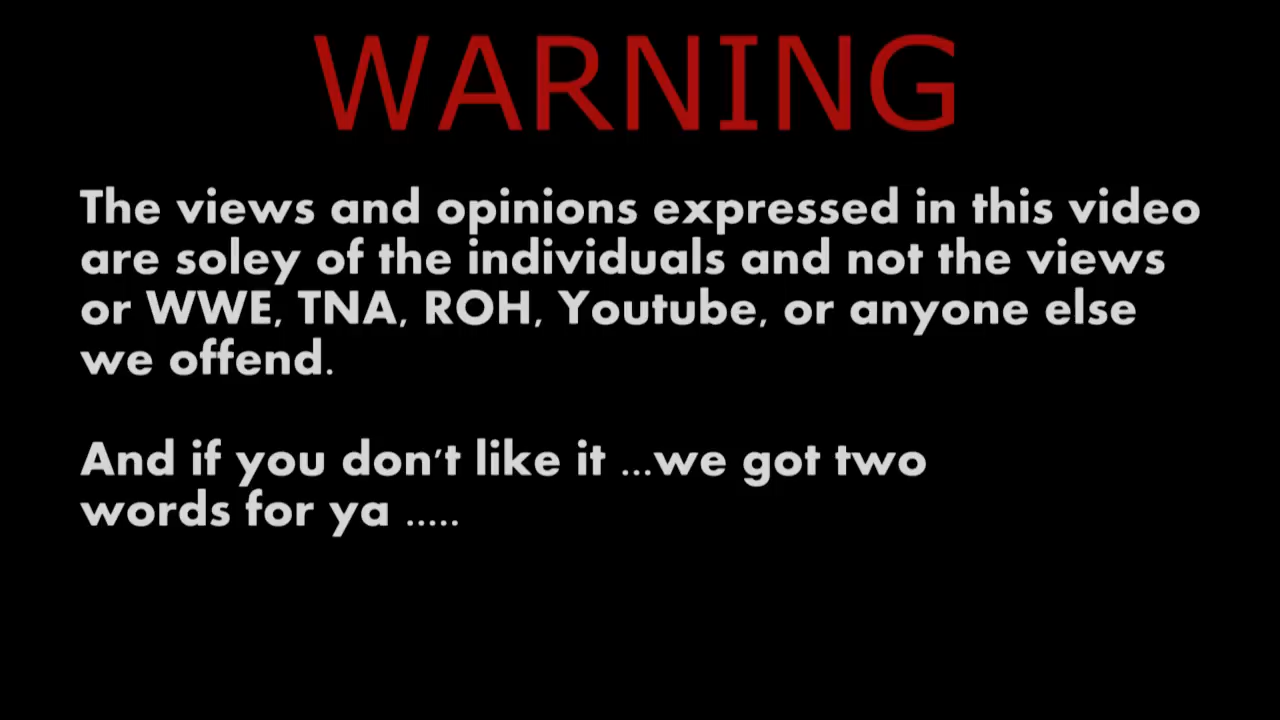 WARNING
The views and opinions expressed in this video
are soley of the individuals and not the views
or WWE, TNA, ROH, Youtube, or anyone else
we offend.
And if you don't like it ...we got two
words for ya .....